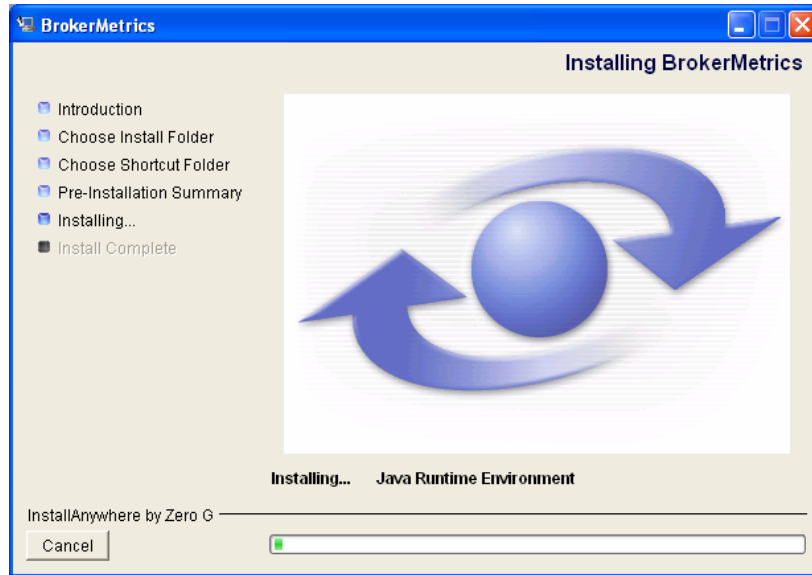 BrokerMetrics
Installing BrokerMetrics
Introduction
Choose Install Folder
Choose Shortcut Folder
Pre-Installation Summary
Installing...
Install Complete
Installing... Java Runtime Environment
InstallAnywhere by Zero G
Cancel